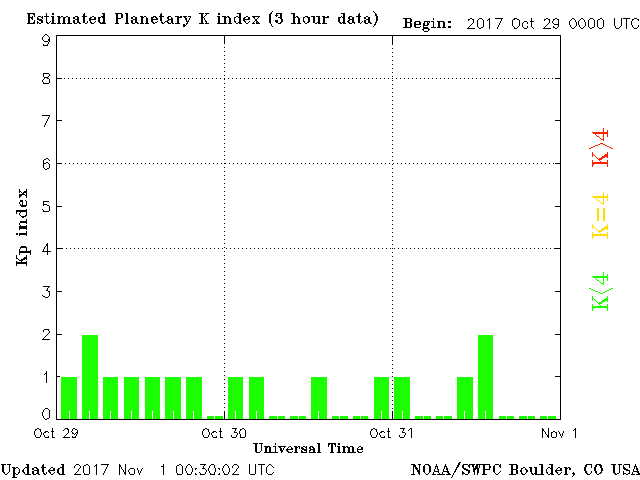 Estimated Planetary K index (3 hour data)
Begin: 2017 Oct 29 0000 UTC
9
8
7
6
5
4
3
2
1
0
Kp index
K>4
K=4
K<4
Oct 29 Oct 30 Oct 31 Nov 1
Universal Time
Updated 2017 Nov 1 00:30:02 UTC
NOAA/SWPC Boulder, CO USA